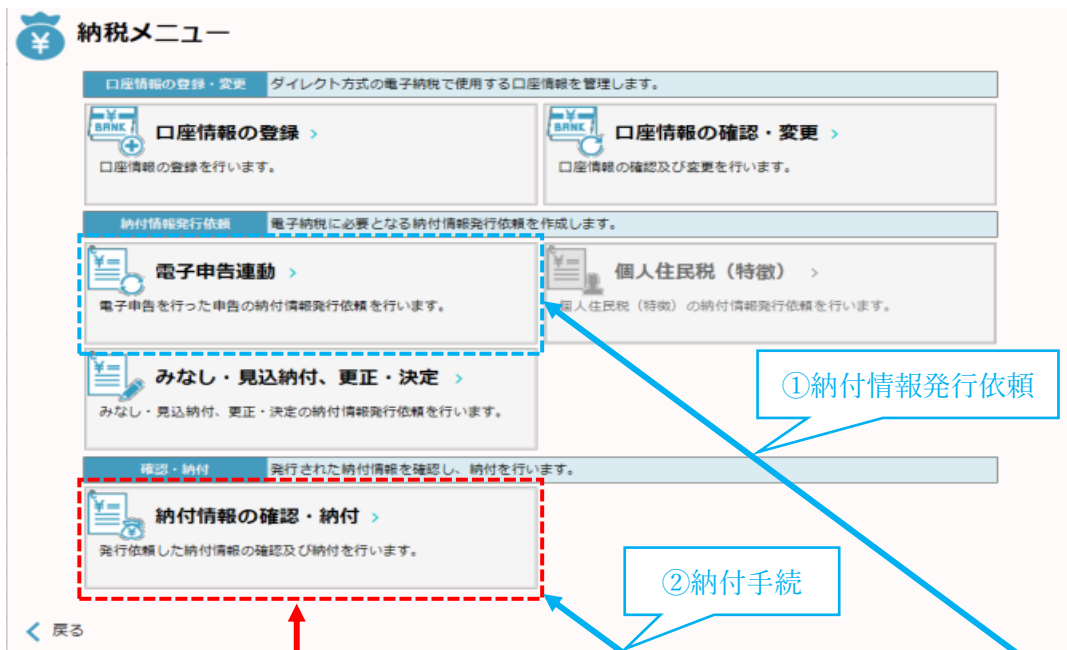 納税メニュー
口座情報の登録・変更 ダイレクト方式の電子納税で使用する口座情報を管理します。
BANK 口座情報の登録 >
口座情報の登録を行います。
BANK 口座情報の確認・変更 >
口座情報の確認及び変更を行います。
納付情報発行依頼 電子納税に必要となる納付情報発行依頼を作成します。
電子申告連動 >
電子申告を行った申告の納付情報発行依頼を行います。
個人住民税（特徴） >
個人住民税（特徴）の納付情報発行依頼を行います。
みなし・見込納付、更正・決定 >
みなし・見込納付、更正・決定の納付情報発行依頼を行います。
①納付情報発行依頼
確認・納付 発行された納付情報を確認し、納付を行います。
納付情報の確認・納付 >
発行依頼した納付情報の確認及び納付を行います。
②納付手続
戻る